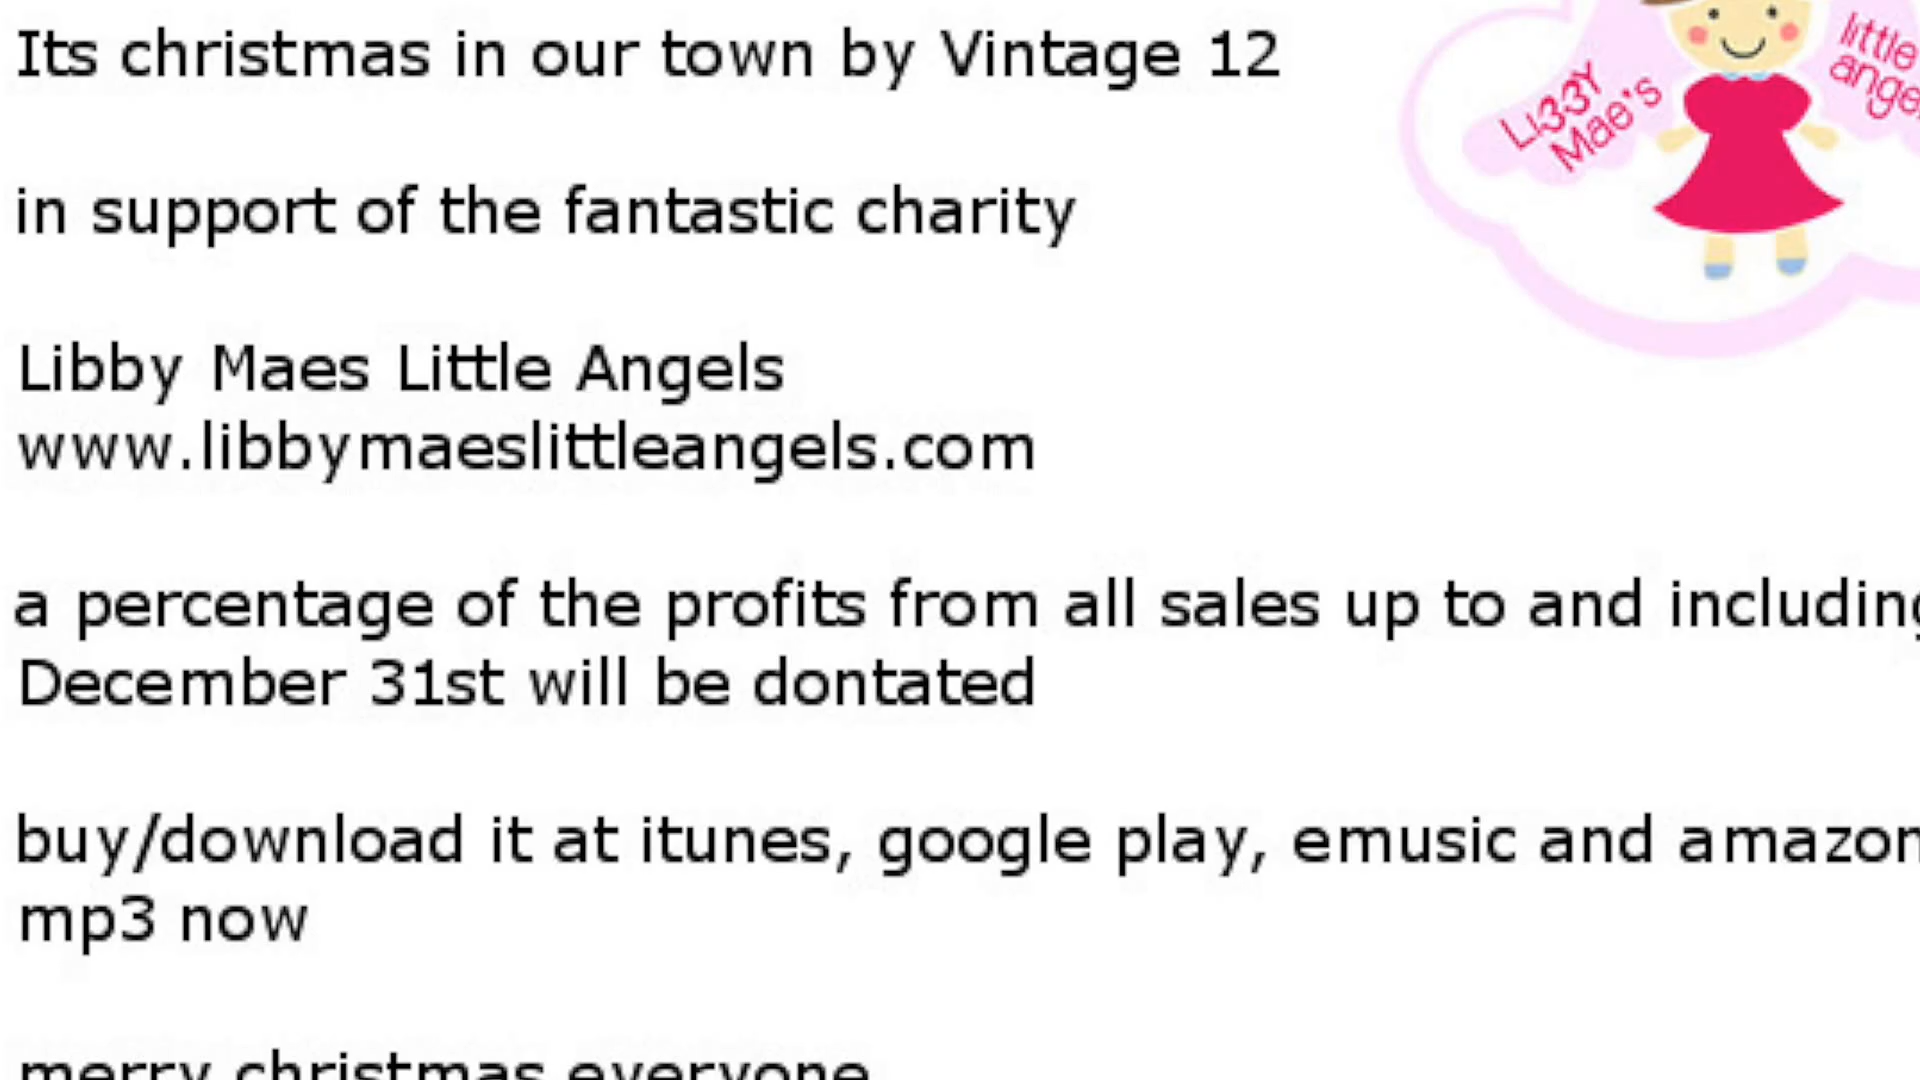 Its christmas in our town by Vintage 12
in support of the fantastic charity
Libby Maes Little Angels
www.libbymaeslittleangels.com
a percentage of the profits from all sales up to and including
December 31st will be dontated
buy/download it at itunes, google play, emusic and amazon
mp3 now
merry christmas everyone
LIBBY
Mae's
little
angels